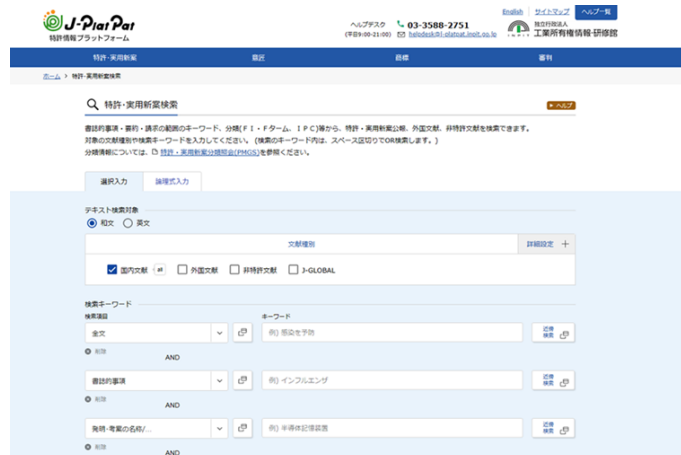 English サイトマップ ヘルプ一覧
J-PlatPat
特許情報プラットフォーム
ヘルプデスク 03-3588-2751
(平日9:00-21:00) helpdesk@j-platpat.inpit.go.jp
INPIT
独立行政法人
工業所有権情報・研修館
特許・実用新案 意匠 商標 審判
ホーム > 特許・実用新案検索
特許・実用新案検索 ヘルプ
書誌的事項・要約・請求の範囲のキーワード、分類(ＦＩ・Ｆターム、ＩＰＣ)等から、特許・実用新案公報、外国文献、非特許文献を検索できます。
対象の文献種別や検索キーワードを入力してください。(検索のキーワード内は、スペース区切りでOR検索します。)
分類情報については、特許・実用新案分類照会(PMGS)を参照ください。
選択入力 論理式入力
テキスト検索対象
和文 英文
文献種別 詳細設定 ＋
国内文献 all 外国文献 非特許文献 J-GLOBAL
検索キーワード
検索項目 キーワード
全文 例) 感染を予防 近傍検索
削除 AND
書誌的事項 例) インフルエンザ 近傍検索
削除 AND
発明・考案の名称/... 例) 半導体記憶装置 近傍検索
削除 AND